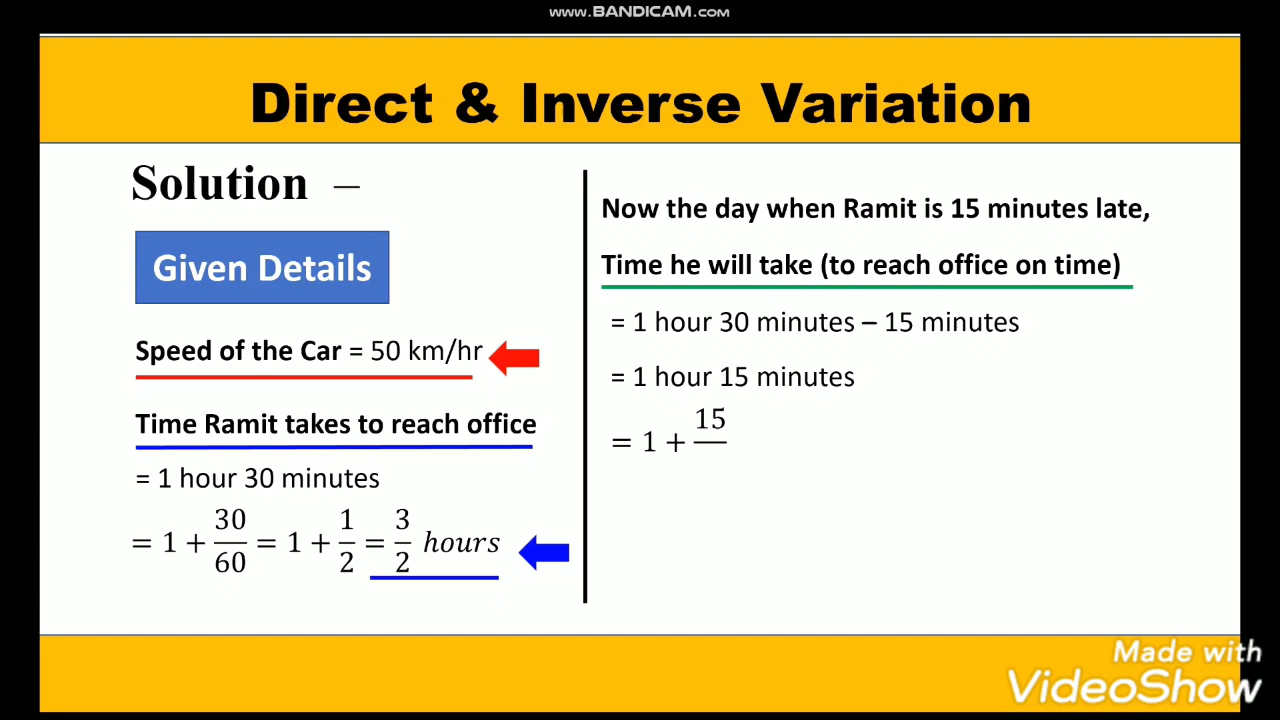 www.BANDICAM.com
Direct & Inverse Variation
Solution –
Given Details
Speed of the Car = 50 km/hr
Time Ramit takes to reach office
= 1 hour 30 minutes
= 1 + 30/60 = 1 + 1/2 = 3/2 hours
Now the day when Ramit is 15 minutes late,
Time he will take (to reach office on time)
= 1 hour 30 minutes – 15 minutes
= 1 hour 15 minutes
= 1 + 15/
Made with
VideoShow